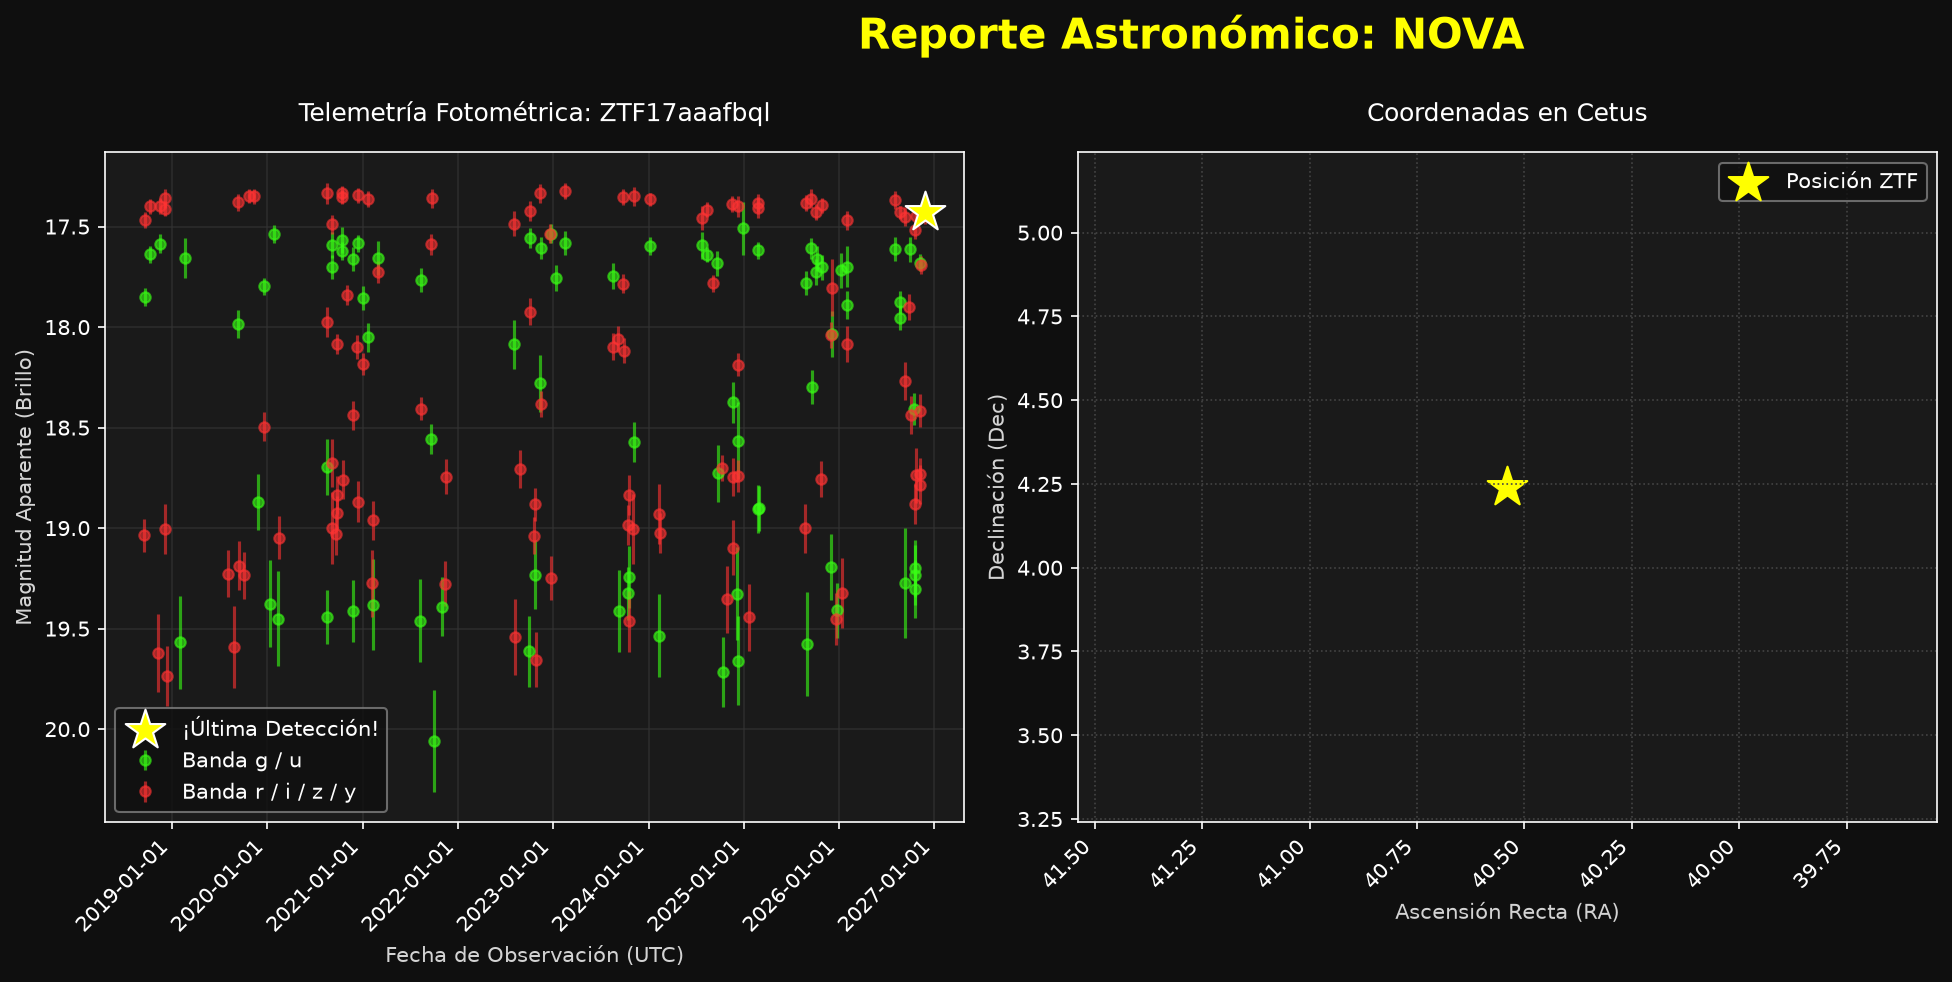 Reporte Astronómico: NOVA
Telemetría Fotométrica: ZTF17aaafbql
Magnitud Aparente (Brillo)
17.5
18.0
18.5
19.0
19.5
20.0
¡Última Detección!
Banda g / u
Banda r / i / z / y
2019-01-01
2020-01-01
2021-01-01
2022-01-01
2023-01-01
2024-01-01
2025-01-01
2026-01-01
2027-01-01
Fecha de Observación (UTC)
Coordenadas en Cetus
Posición ZTF
Declinación (Dec)
5.00
4.75
4.50
4.25
4.00
3.75
3.50
3.25
41.50
41.25
41.00
40.75
40.50
40.25
40.00
39.75
Ascensión Recta (RA)